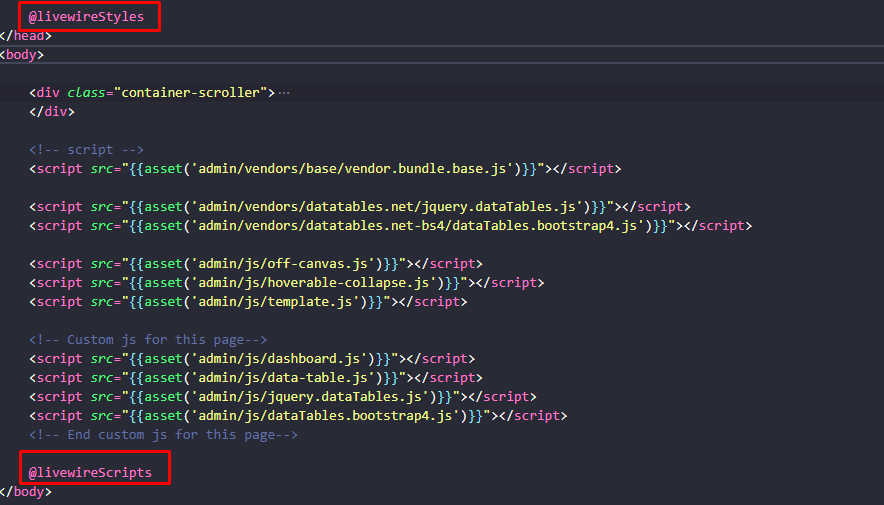 @livewireStyles
</head>
<body>
<div class="container-scroller">···
</div>
<!-- script -->
<script src="{{asset('admin/vendors/base/vendor.bundle.base.js')}}"></script>
<script src="{{asset('admin/vendors/datatables.net/jquery.dataTables.js')}}"></script>
<script src="{{asset('admin/vendors/datatables.net-bs4/dataTables.bootstrap4.js')}}"></script>
<script src="{{asset('admin/js/off-canvas.js')}}"></script>
<script src="{{asset('admin/js/hoverable-collapse.js')}}"></script>
<script src="{{asset('admin/js/template.js')}}"></script>
<!-- Custom js for this page-->
<script src="{{asset('admin/js/dashboard.js')}}"></script>
<script src="{{asset('admin/js/data-table.js')}}"></script>
<script src="{{asset('admin/js/jquery.dataTables.js')}}"></script>
<script src="{{asset('admin/js/dataTables.bootstrap4.js')}}"></script>
<!-- End custom js for this page-->
@livewireScripts
</body>